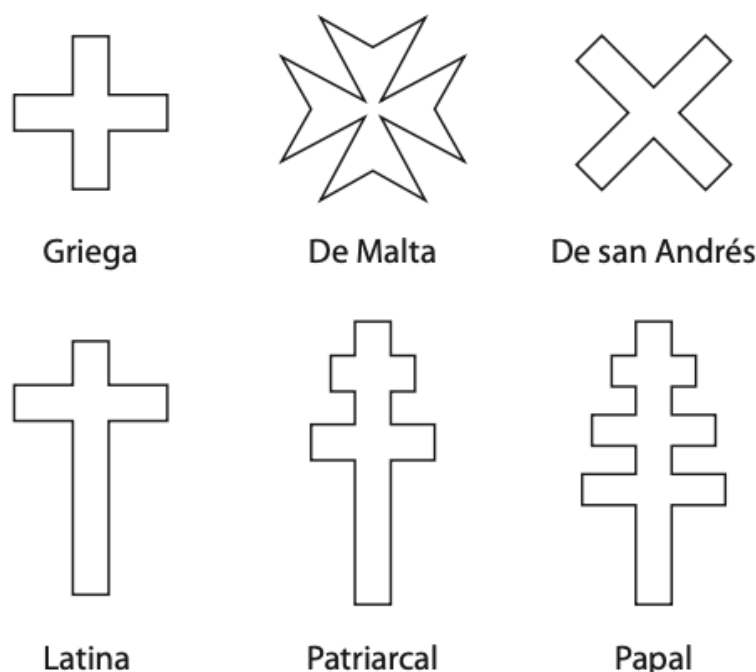 Griega
De Malta
De san Andrés
Latina
Patriarcal
Papal